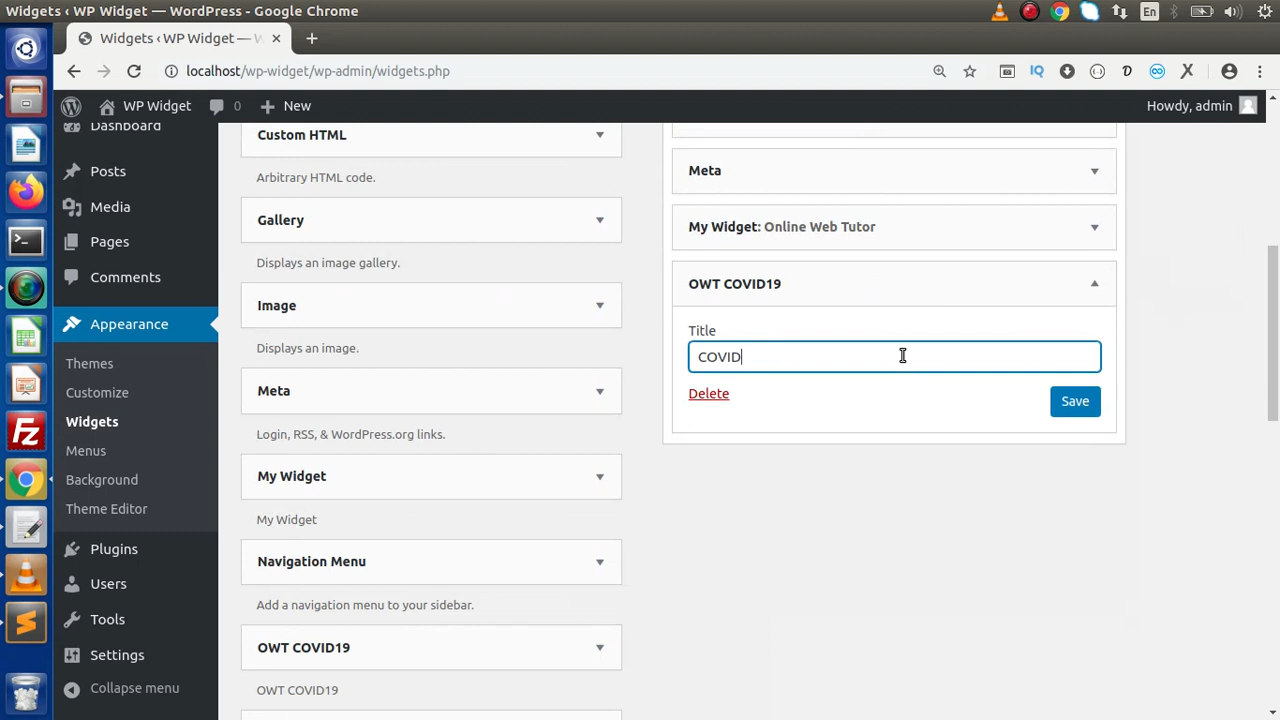 Widgets ‹ WP Widget — WordPress - Google Chrome
En
Widgets ‹ WP Widget —
localhost/wp-widget/wp-admin/widgets.php
IQ
WP Widget
0
New
Howdy, admin
Dashboard
Posts
Media
Pages
Comments
Appearance
Themes
Customize
Widgets
Menus
Background
Theme Editor
Plugins
Users
Tools
Settings
Collapse menu
Custom HTML
Arbitrary HTML code.
Gallery
Displays an image gallery.
Image
Displays an image.
Meta
Login, RSS, & WordPress.org links.
My Widget
My Widget
Navigation Menu
Add a navigation menu to your sidebar.
OWT COVID19
OWT COVID19
Meta
My Widget: Online Web Tutor
OWT COVID19
Title
COVID
Delete
Save